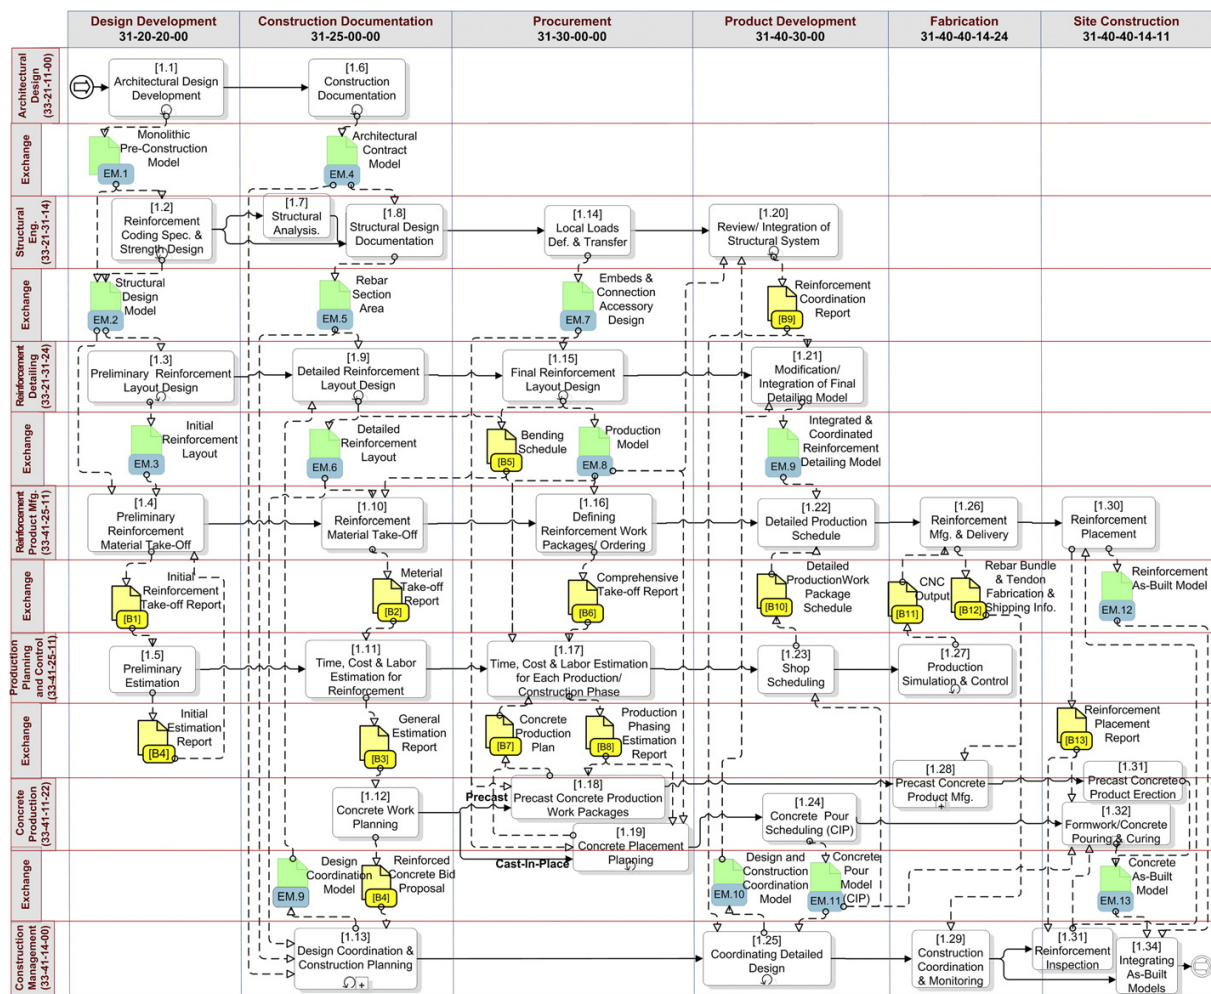 Design Development
31-20-20-00
Construction Documentation
31-25-00-00
Procurement
31-30-00-00
Product Development
31-40-30-00
Fabrication
31-40-40-14-24
Site Construction
31-40-40-14-11
Architectural
Design
(33-21-11-00)
[1.1]
Architectural Design
Development
[1.6]
Construction
Documentation
Exchange
Monolithic
Pre-Construction
Model
EM.1
Architectural
Contract
Model
EM.4
Structural
Eng.
(33-21-31-14)
[1.2]
Reinforcement
Coding Spec. &
Strength Design
[1.7]
Structural
Analysis.
[1.8]
Structural Design
Documentation
[1.14]
Local Loads
Def. & Transfer
[1.20]
Review/ Integration of
Structural System
Exchange
Structural
Design
Model
EM.2
Rebar
Section
Area
EM.5
Embeds &
Connection
Accessory
Design
EM.7
Reinforcement
Coordination
Report
[B9]
Reinforcement
Detailing
(33-21-31-24)
[1.3]
Preliminary Reinforcement
Layout Design
[1.9]
Detailed Reinforcement
Layout Design
[1.15]
Final Reinforcement
Layout Design
[1.21]
Modification/
Integration of Final
Detailing Model
Exchange
Initial
Reinforcement
Layout
EM.3
Detailed
Reinforcement
Layout
EM.6
Bending
Schedule
[B5]
Production
Model
EM.8
Integrated &
Coordinated
Reinforcement
Detailing Model
EM.9
Reinforcement
Product Mfg.
(33-41-25-11)
[1.4]
Preliminary
Reinforcement
Material Take-Off
[1.10]
Reinforcement
Material Take-Off
[1.16]
Defining
Reinforcement Work
Packages/ Ordering
[1.22]
Detailed Production
Schedule
[1.26]
Reinforcement
Mfg. & Delivery
[1.30]
Reinforcement
Placement
Exchange
Initial
Reinforcement
Take-off Report
[B1]
Meterial
Take-off
Report
[B2]
Comprehensive
Take-off Report
[B6]
Detailed
ProductionWork
Package
Schedule
[B10]
CNC
Output
[B11]
Rebar Bundle &
Tendon
Fabrication &
Shipping Info.
[B12]
Reinforcement
As-Built Model
EM.12
Production
Planning
and Control
(33-41-25-11)
[1.5]
Preliminary
Estimation
[1.11]
Time, Cost & Labor
Estimation for
Reinforcement
[1.17]
Time, Cost & Labor Estimation
for Each Production/
Construction Phase
[1.23]
Shop
Scheduling
[1.27]
Production
Simulation & Control
Exchange
Initial
Estimation
Report
[B4]
General
Estimation
Report
[B3]
Concrete
Production
Plan
[B7]
Production
Phasing
Estimation
Report
[B8]
Reinforcement
Placement
Report
[B13]
Concrete
Production
(33-41-11-22)
[1.12]
Concrete Work
Planning
Precast
[1.18]
Precast Concrete Production
Work Packages
Cast-In-Place
[1.19]
Concrete Placement
Planning
[1.24]
Concrete Pour
Scheduling (CIP)
[1.28]
Precast Concrete
Product Mfg.
[1.31]
Precast Concrete
Product Erection
[1.32]
Formwork/Concrete
Pouring & Curing
Exchange
Design
Coordination
Model
EM.9
Reinforced
Concrete Bid
Proposal
[B4]
Design and
Construction
Coordination
Model
EM.10
Concrete
Pour
Model
(CIP)
EM.11
Concrete
As-Built
Model
EM.13
Construction
Management
(33-41-14-00)
[1.13]
Design Coordination &
Construction Planning
[1.25]
Coordinating Detailed
Design
[1.29]
Construction
Coordination
& Monitoring
[1.31]
Reinforcement
Inspection
[1.34]
Integrating
As-Built
Models